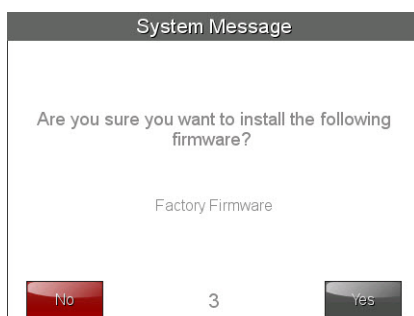 System Message
Are you sure you want to install the following
firmware?
Factory Firmware
No
3
Yes